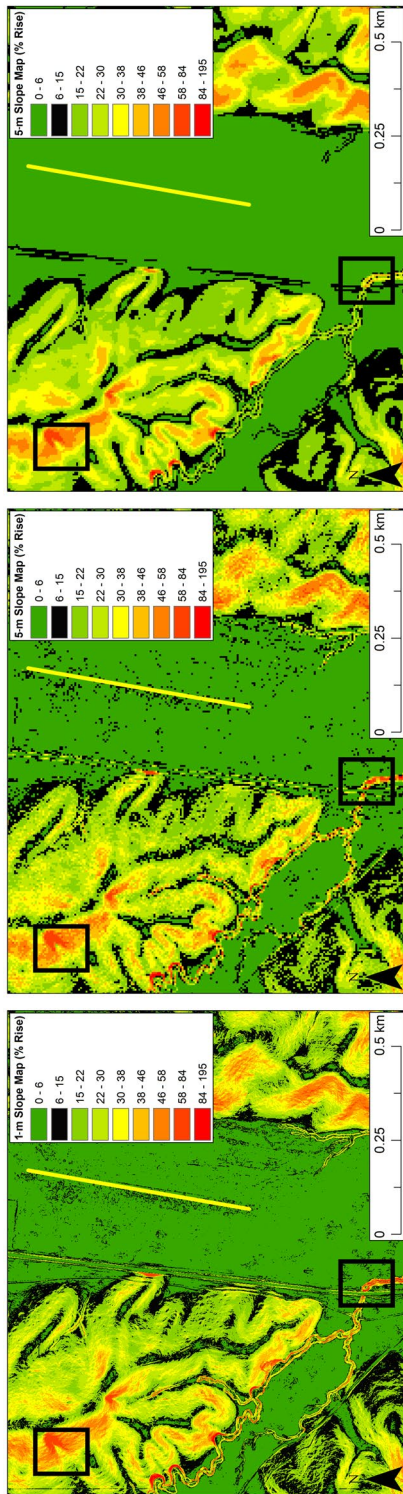 5-m Slope Map (% Rise)
0 - 6
6 - 15
15 - 22
22 - 30
30 - 38
38 - 46
46 - 58
58 - 84
84 - 195
N
0
0.25
0.5 km
5-m Slope Map (% Rise)
0 - 6
6 - 15
15 - 22
22 - 30
30 - 38
38 - 46
46 - 58
58 - 84
84 - 195
N
0
0.25
0.5 km
1-m Slope Map (% Rise)
0 - 6
6 - 15
15 - 22
22 - 30
30 - 38
38 - 46
46 - 58
58 - 84
84 - 195
N
0
0.25
0.5 km